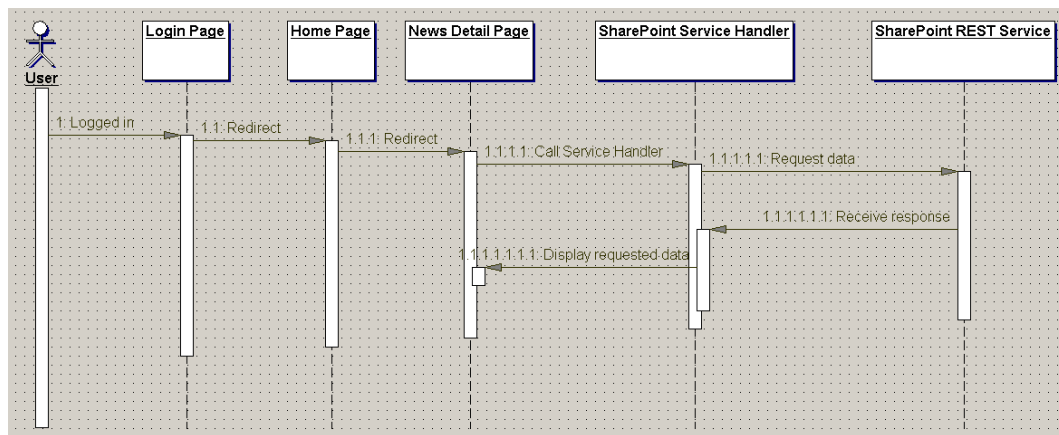 Login Page
Home Page
News Detail Page
SharePoint Service Handler
SharePoint REST Service
User
1: Logged in
1.1: Redirect
1.1.1: Redirect
1.1.1.1: Call Service Handler
1.1.1.1.1: Request data
1.1.1.1.1.1: Receive response
1.1.1.1.1.1.1: Display requested data